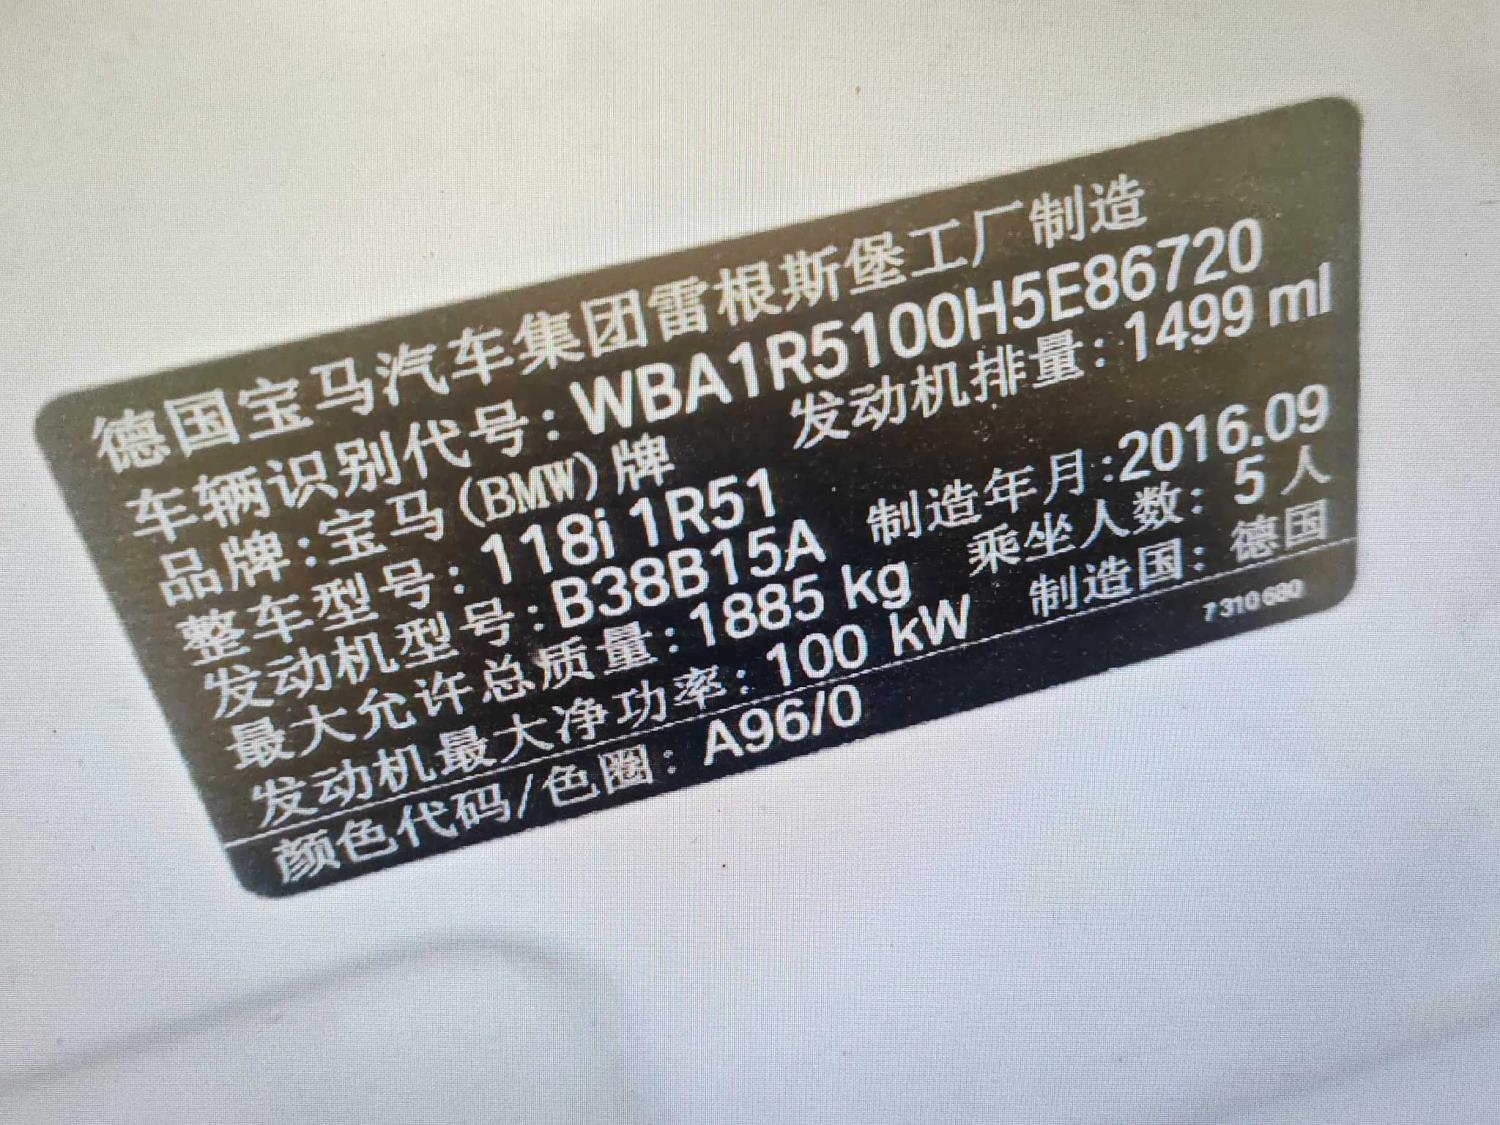 德国宝马汽车集团雷根斯堡工厂制造
车辆识别代号：WBA1R5100H5E86720
品牌：宝马(BMW)牌 发动机排量：1499 ml
整车型号：118i 1R51 制造年月：2016.09
发动机型号：B38B15A 乘坐人数：5人
最大允许总质量：1885 kg 制造国：德国
发动机最大净功率：100 kW 7 310 680
颜色代码/色圈：A96/0